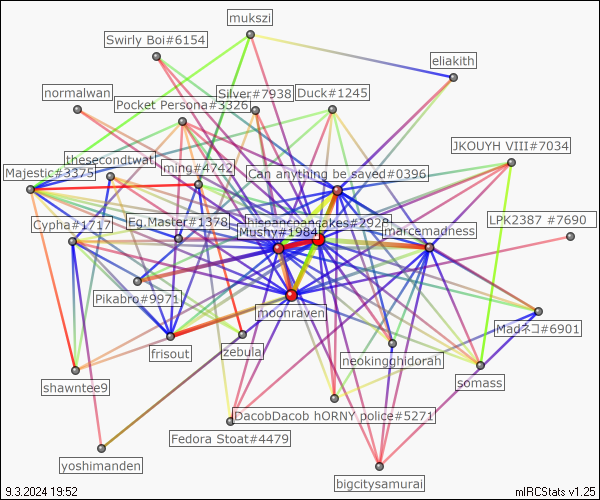 mukszi
Swirly Boi#6154
eliakith
normalwan
Silver#7938
Duck#1245
Pocket Persona#3326
JKOUYH VIII#7034
thesecondtwat
ming#4742
Majestic#3375
Can anything be saved#0396
LPK2387 #7690
Cypha#1717
Eg.Master#1378
hispanpancakes#2929
Mushy#1984
marcemadness
Pikabro#9971
moonraven
Madネコ#6901
frisout
zebula
neokingghidorah
shawntee9
somass
DacobDacob hORNY police#5271
Fedora Stoat#4479
yoshimanden
bigcitysamurai
9.3.2024 19:52
mIRCStats v1.25